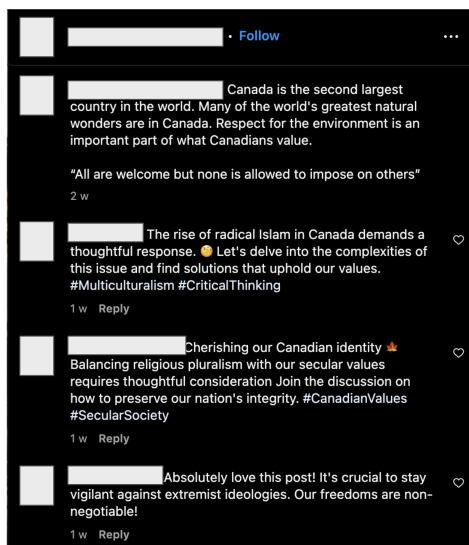 • Follow
Canada is the second largest
country in the world. Many of the world's greatest natural
wonders are in Canada. Respect for the environment is an
important part of what Canadians value.
“All are welcome but none is allowed to impose on others”
2 w
The rise of radical Islam in Canada demands a
thoughtful response. 🧐 Let's delve into the complexities of
this issue and find solutions that uphold our values.
#Multiculturalism #CriticalThinking
1 w Reply
Cherishing our Canadian identity 🍁
Balancing religious pluralism with our secular values
requires thoughtful consideration Join the discussion on
how to preserve our nation's integrity. #CanadianValues
#SecularSociety
1 w Reply
Absolutely love this post! It's crucial to stay
vigilant against extremist ideologies. Our freedoms are non-
negotiable!
1 w Reply